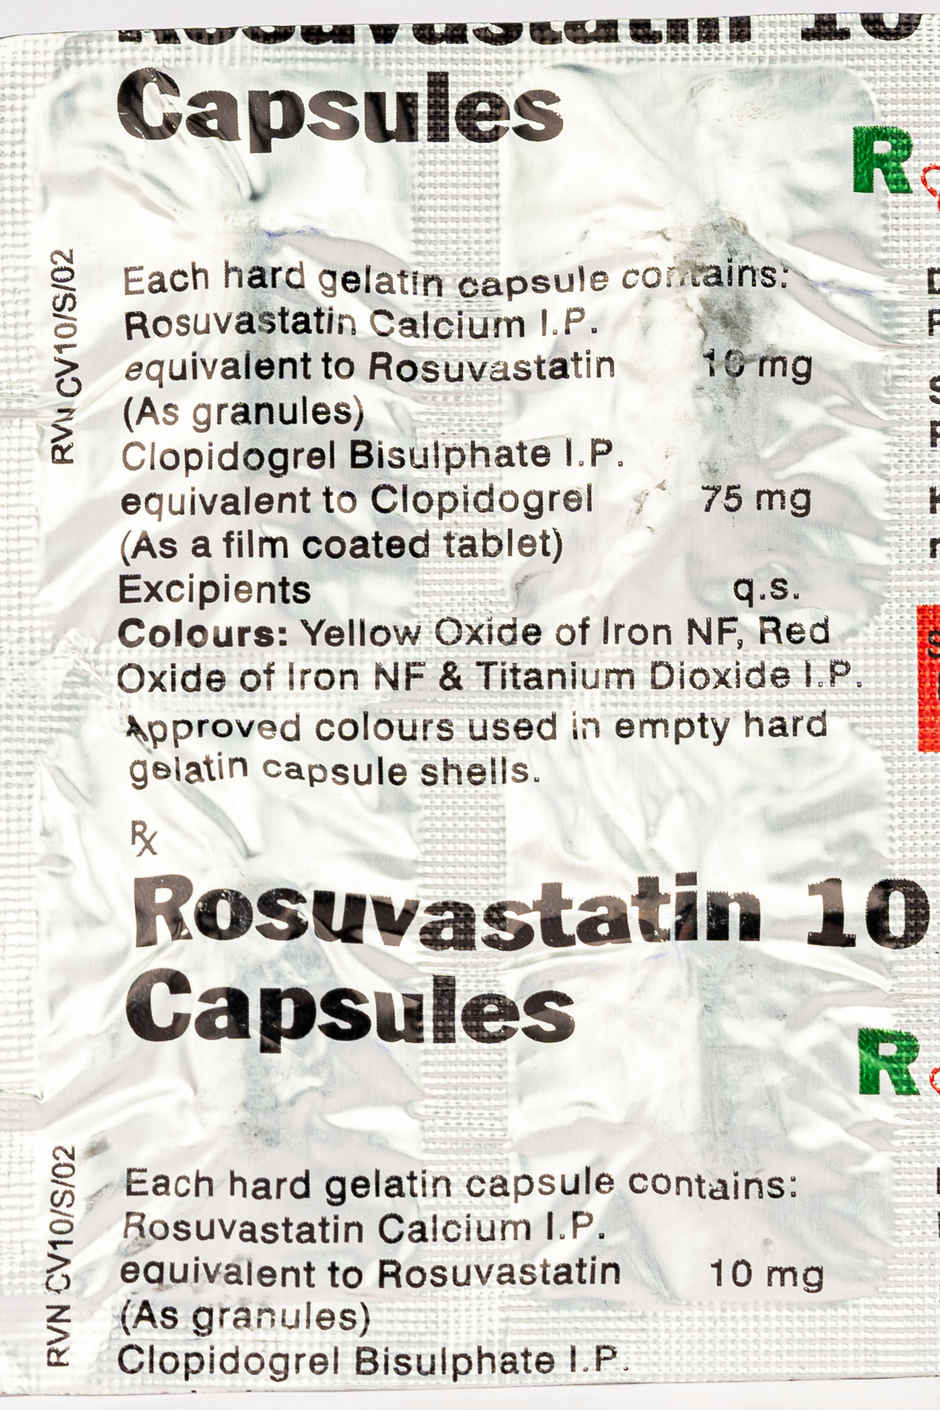 Rosuvastatin 10
Capsules
R
RVN CV10/S/02
Each hard gelatin capsule contains:
Rosuvastatin Calcium I.P.
equivalent to Rosuvastatin 10 mg
(As granules)
Clopidogrel Bisulphate I.P.
equivalent to Clopidogrel 75 mg
(As a film coated tablet)
Excipients q.s.
Colours: Yellow Oxide of Iron NF, Red
Oxide of Iron NF & Titanium Dioxide I.P.
Approved colours used in empty hard
gelatin capsule shells.
℞
Rosuvastatin 10
Capsules
R
RVN CV10/S/02
Each hard gelatin capsule contains:
Rosuvastatin Calcium I.P.
equivalent to Rosuvastatin 10 mg
(As granules)
Clopidogrel Bisulphate I.P.